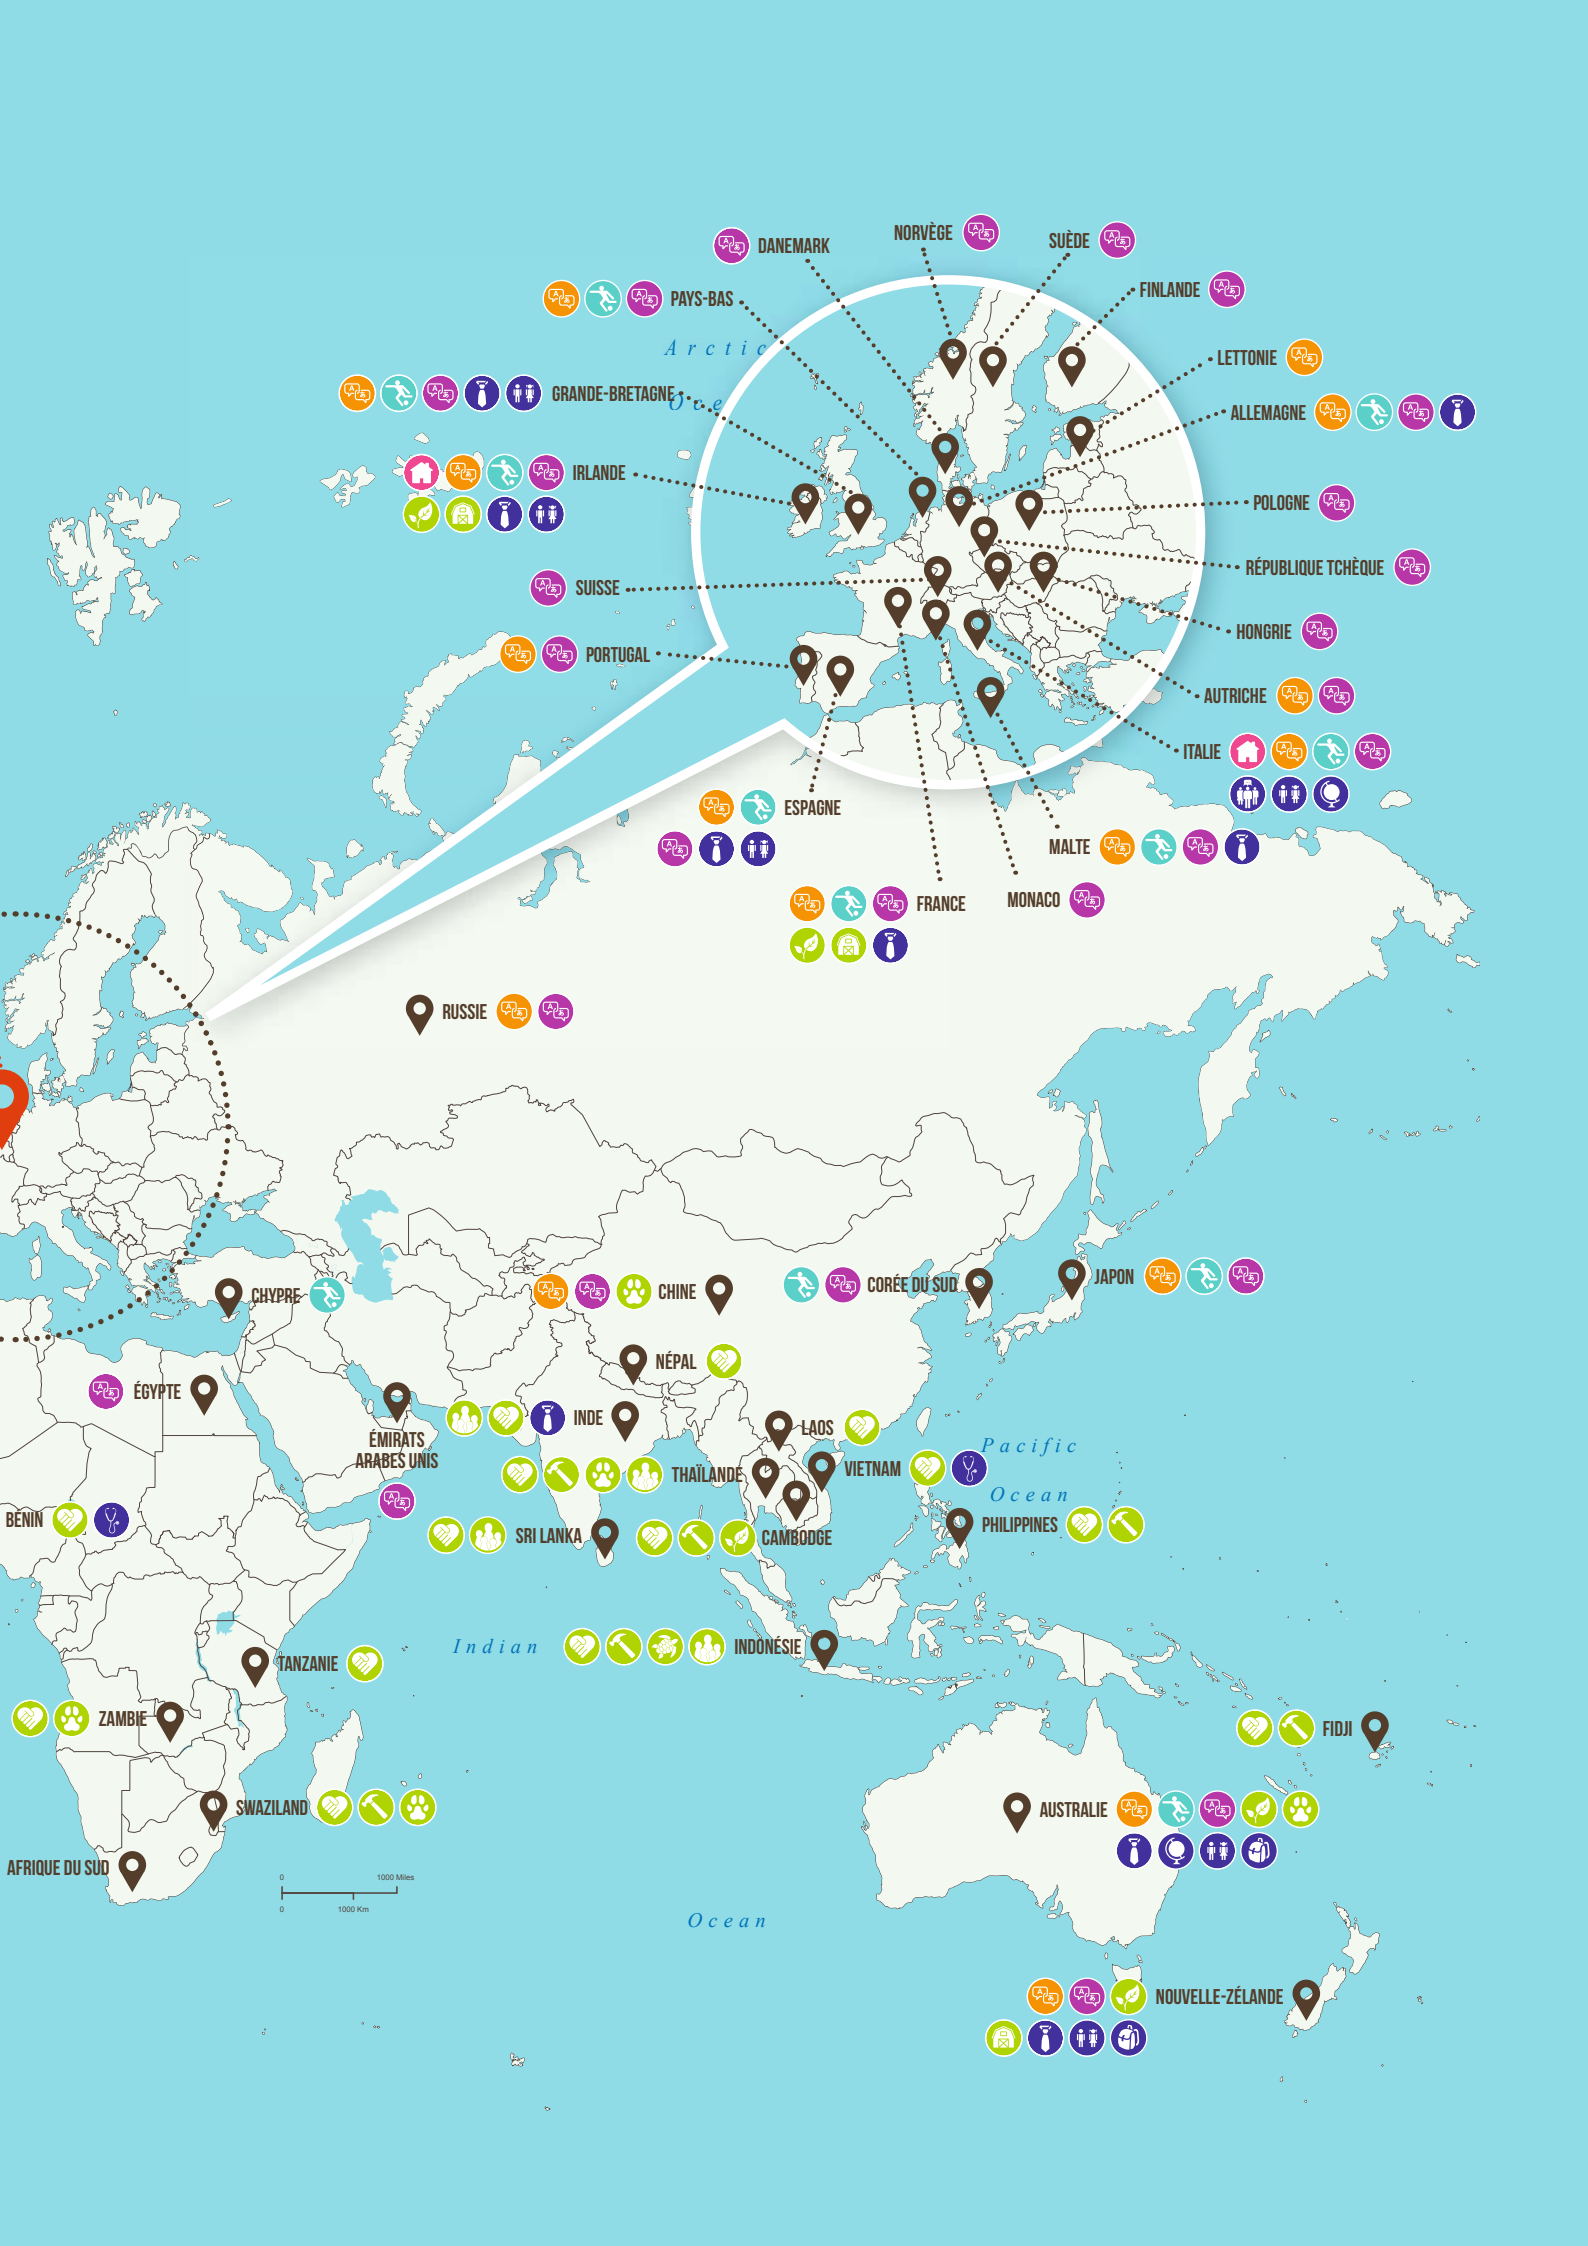 NORVÈGE
SUÈDE
DANEMARK
FINLANDE
PAYS-BAS
Arctic
LETTONIE
GRANDE-BRETAGNE
Oce
ALLEMAGNE
IRLANDE
POLOGNE
RÉPUBLIQUE TCHÈQUE
SUISSE
HONGRIE
PORTUGAL
AUTRICHE
ITALIE
ESPAGNE
MALTE
MONACO
FRANCE
RUSSIE
JAPON
CORÉE DU SUD
CHINE
CHYPRE
NÉPAL
ÉGYPTE
INDE
LAOS
ÉMIRATS
ARABES UNIS
Pacific
VIETNAM
THAÏLANDE
Ocean
BÉNIN
PHILIPPINES
SRI LANKA
CAMBODGE
Indian
INDONÉSIE
TANZANIE
ZAMBIE
FIDJI
SWAZILAND
AUSTRALIE
AFRIQUE DU SUD
0 1000 Miles
0 1000 Km
Ocean
NOUVELLE-ZÉLANDE